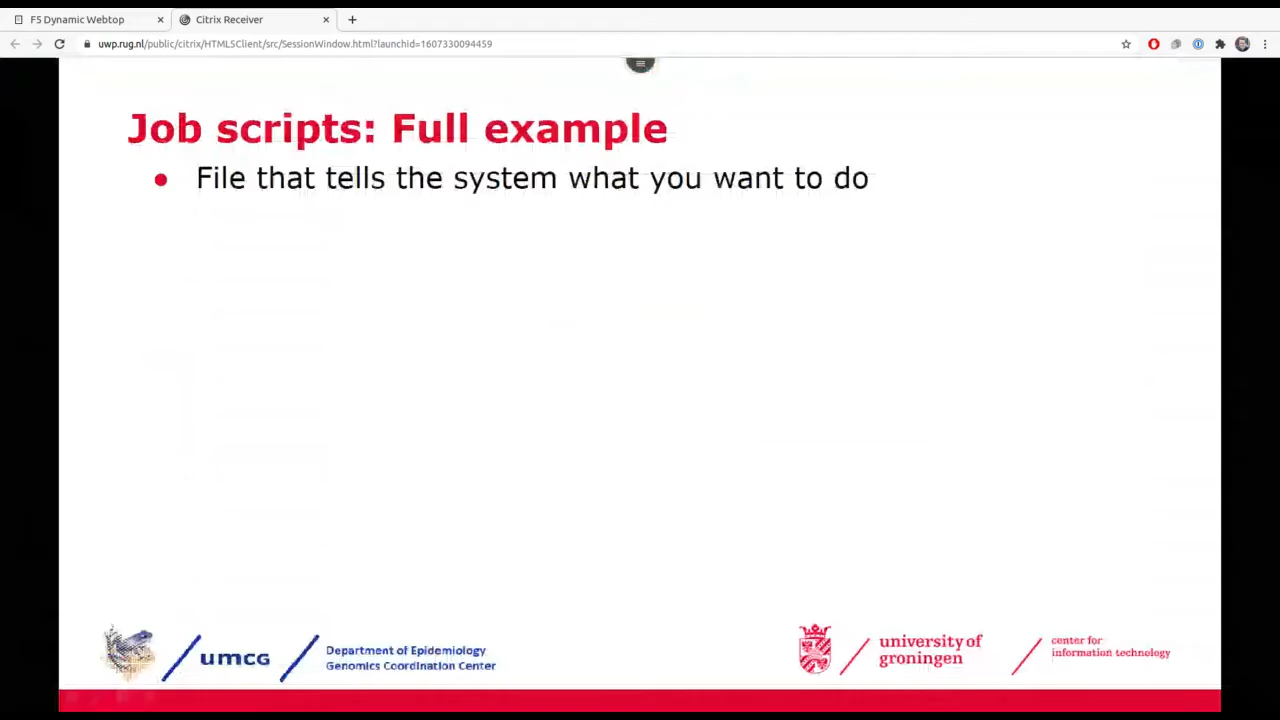 F5 Dynamic Webtop
Citrix Receiver
uwp.rug.nl/public/citrix/HTML5Client/src/SessionWindow.html?launchid=1607330094459
Job scripts: Full example
● File that tells the system what you want to do
umcg
Department of Epidemiology
Genomics Coordination Center
university of
groningen
center for
information technology